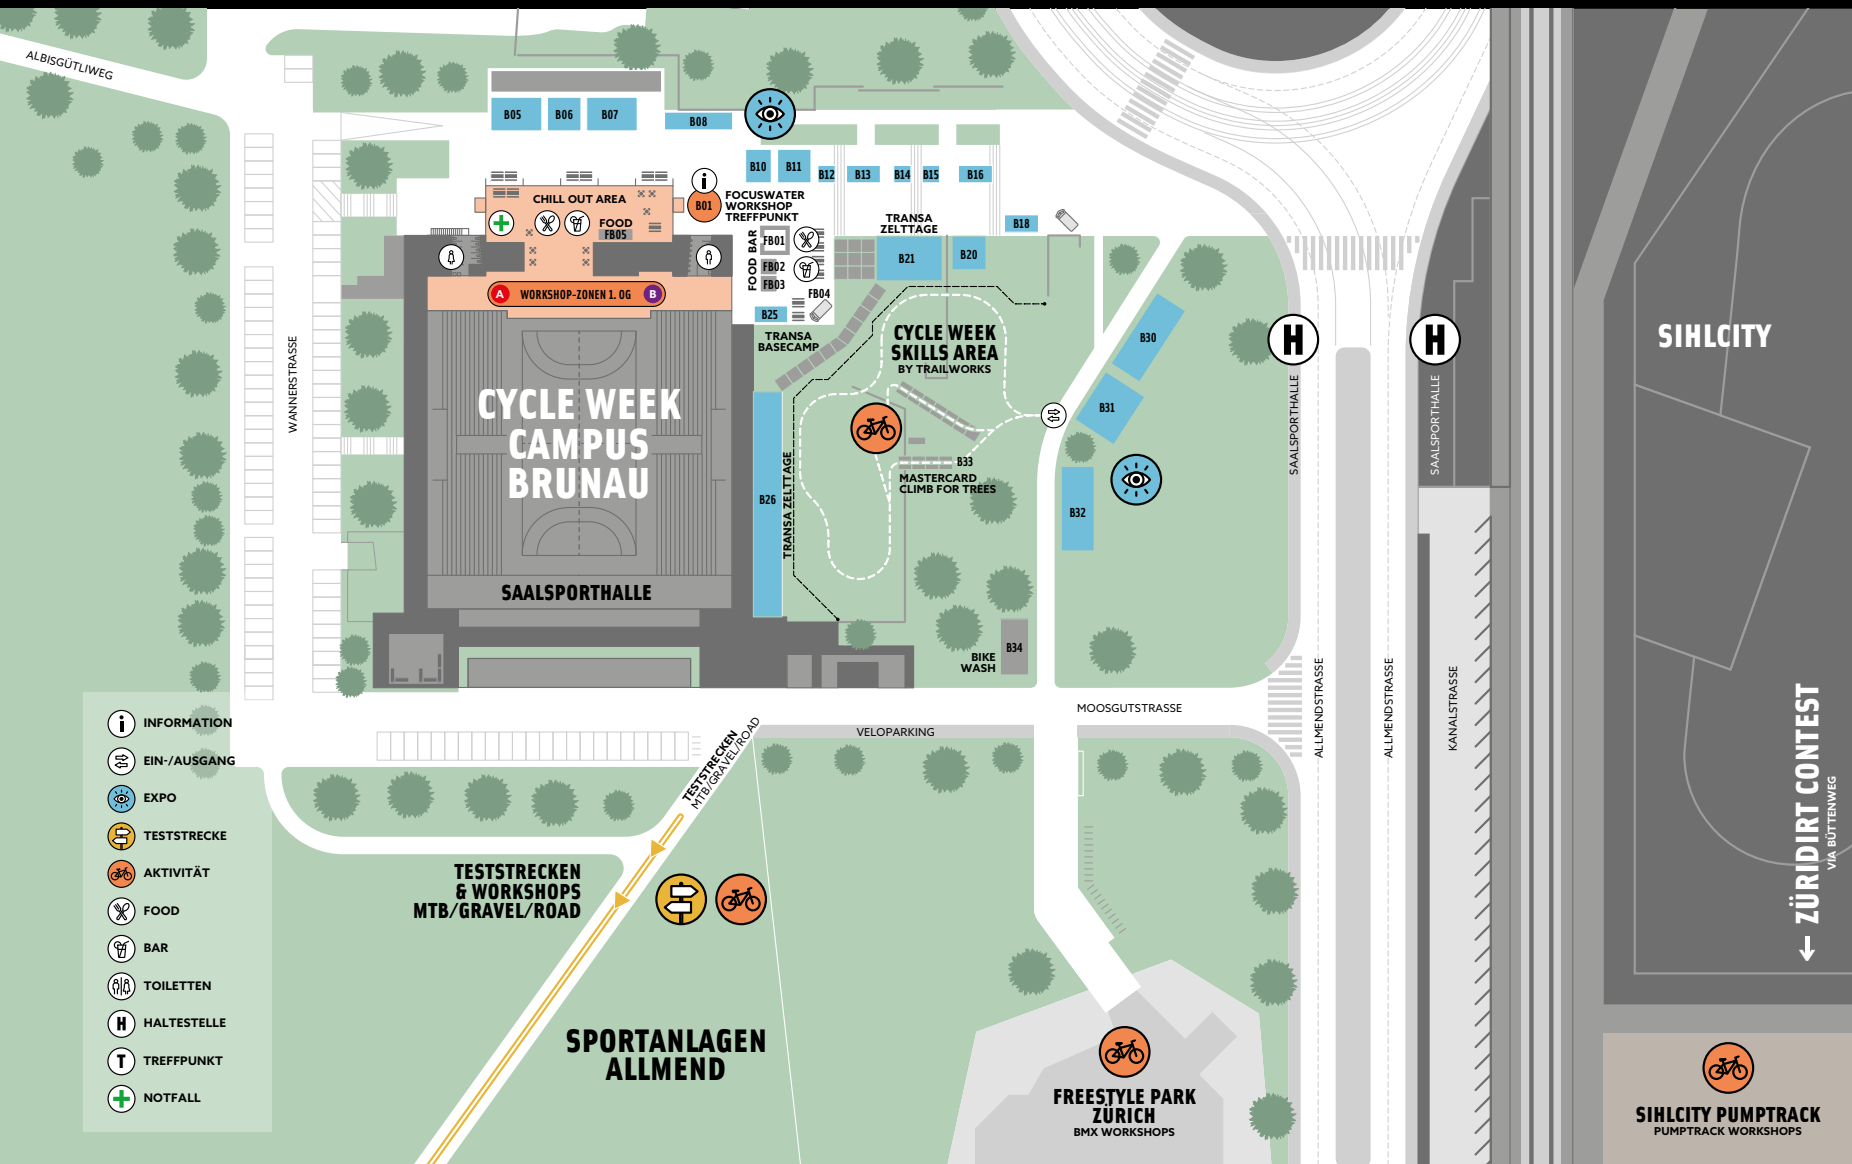 ALBISGÜTLIWEG
B05
B06
B07
B08
B10
B11
B12
B13
B14
B15
B16
B18
i
B01
FOCUSWATER
WORKSHOP
TREFFPUNKT
CHILL OUT AREA
FOOD
FB05
FOOD BAR
FB01
FB02
FB03
FB04
TRANSA
ZELTTAGE
B21
B20
B25
TRANSA
BASECAMP
A
WORKSHOP-ZONEN 1. OG
B
WANNERSTRASSE
CYCLE WEEK
CAMPUS
BRUNAU
SAALSPORTHALLE
B26
TRANSA ZELTTAGE
CYCLE WEEK
SKILLS AREA
BY TRAILWORKS
B33
MASTERCARD
CLIMB FOR TREES
B30
B31
B32
BIKE
WASH
B34
H
H
SAALSPORTHALLE
SAALSPORTHALLE
SIHLCITY
MOOSGUTSTRASSE
VELOPARKING
ALLMENDSTRASSE
ALLMENDSTRASSE
KANALSTRASSE
ZÜRIDIRT CONTEST
VIA BÜTTENWEG
TESTSTRECKEN
MTB/GRAVEL/ROAD
TESTSTRECKEN
& WORKSHOPS
MTB/GRAVEL/ROAD
SPORTANLAGEN
ALLMEND
FREESTYLE PARK
ZÜRICH
BMX WORKSHOPS
SIHLCITY PUMPTRACK
PUMPTRACK WORKSHOPS
i INFORMATION
EIN-/AUSGANG
EXPO
TESTSTRECKE
AKTIVITÄT
FOOD
BAR
TOILETTEN
H HALTESTELLE
T TREFFPUNKT
NOTFALL